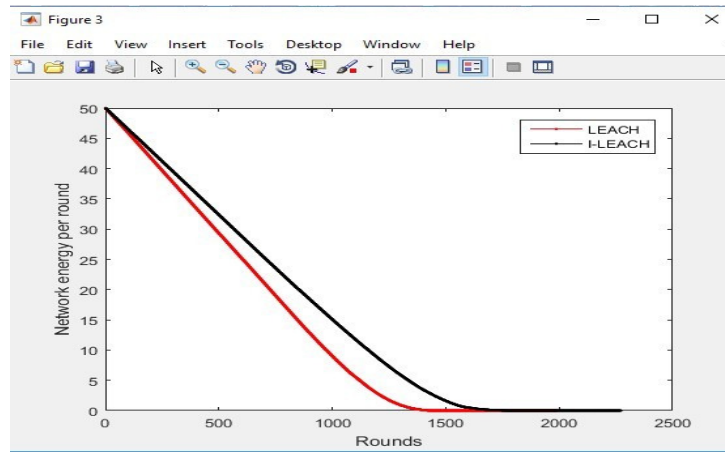 Figure 3
File Edit View Insert Tools Desktop Window Help
LEACH
I-LEACH
Network energy per round
50
45
40
35
30
25
20
15
10
5
0
0 500 1000 1500 2000 2500
Rounds